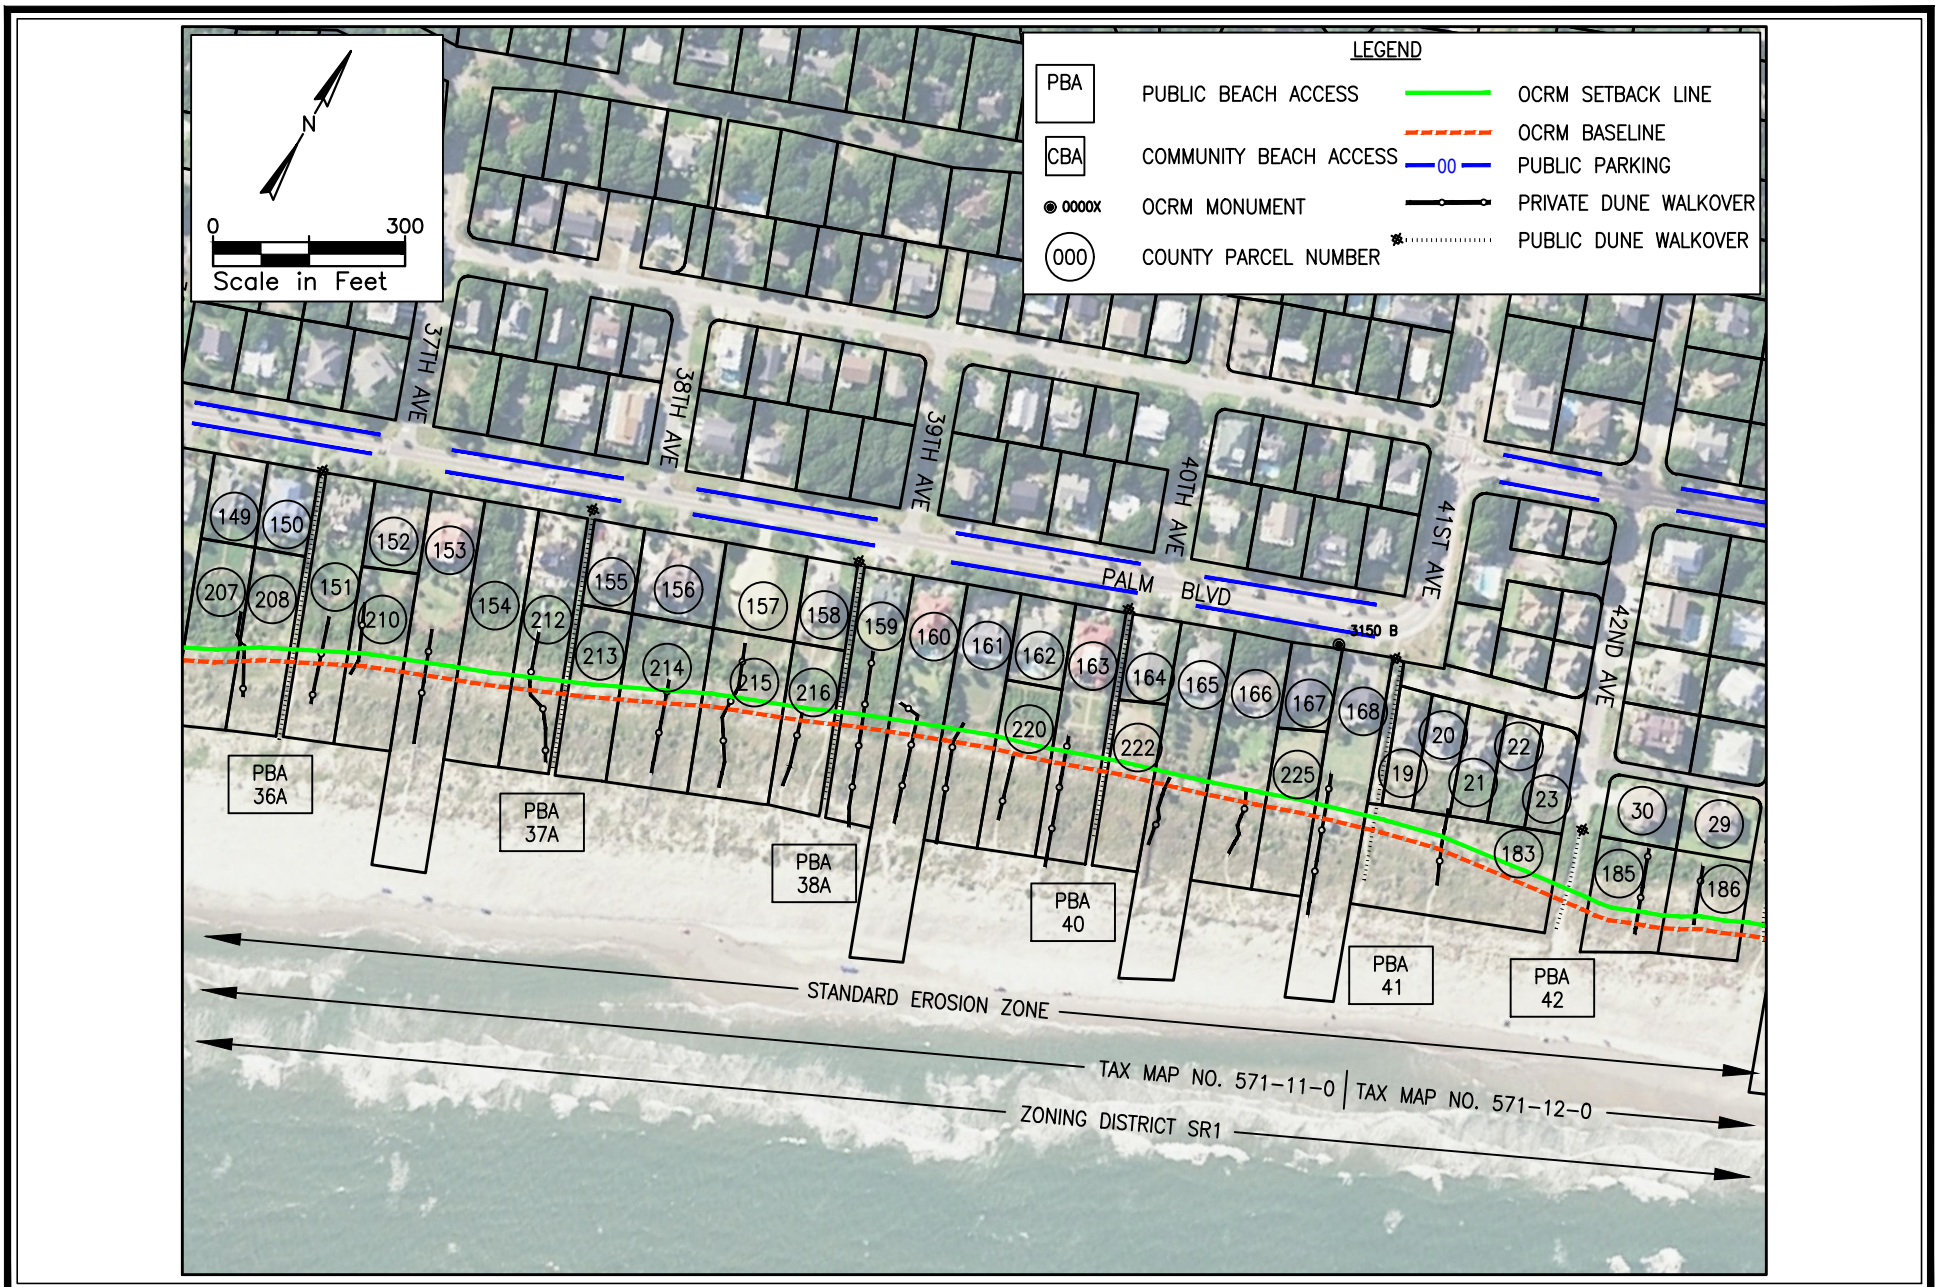 N
0 300
Scale in Feet
LEGEND
PBA PUBLIC BEACH ACCESS
CBA COMMUNITY BEACH ACCESS
0000X OCRM MONUMENT
000 COUNTY PARCEL NUMBER
OCRM SETBACK LINE
OCRM BASELINE
00 PUBLIC PARKING
PRIVATE DUNE WALKOVER
PUBLIC DUNE WALKOVER
37TH AVE
38TH AVE
39TH AVE
40TH AVE
41ST AVE
42ND AVE
PALM BLVD
3150 B
149
150
151
152
153
154
155
156
157
158
159
160
161
162
163
164
165
166
167
168
19
20
21
22
23
30
29
207
208
210
212
213
214
215
216
220
222
225
183
185
186
PBA
36A
PBA
37A
PBA
38A
PBA
40
PBA
41
PBA
42
STANDARD EROSION ZONE
TAX MAP NO. 571-11-0 TAX MAP NO. 571-12-0
ZONING DISTRICT SR1